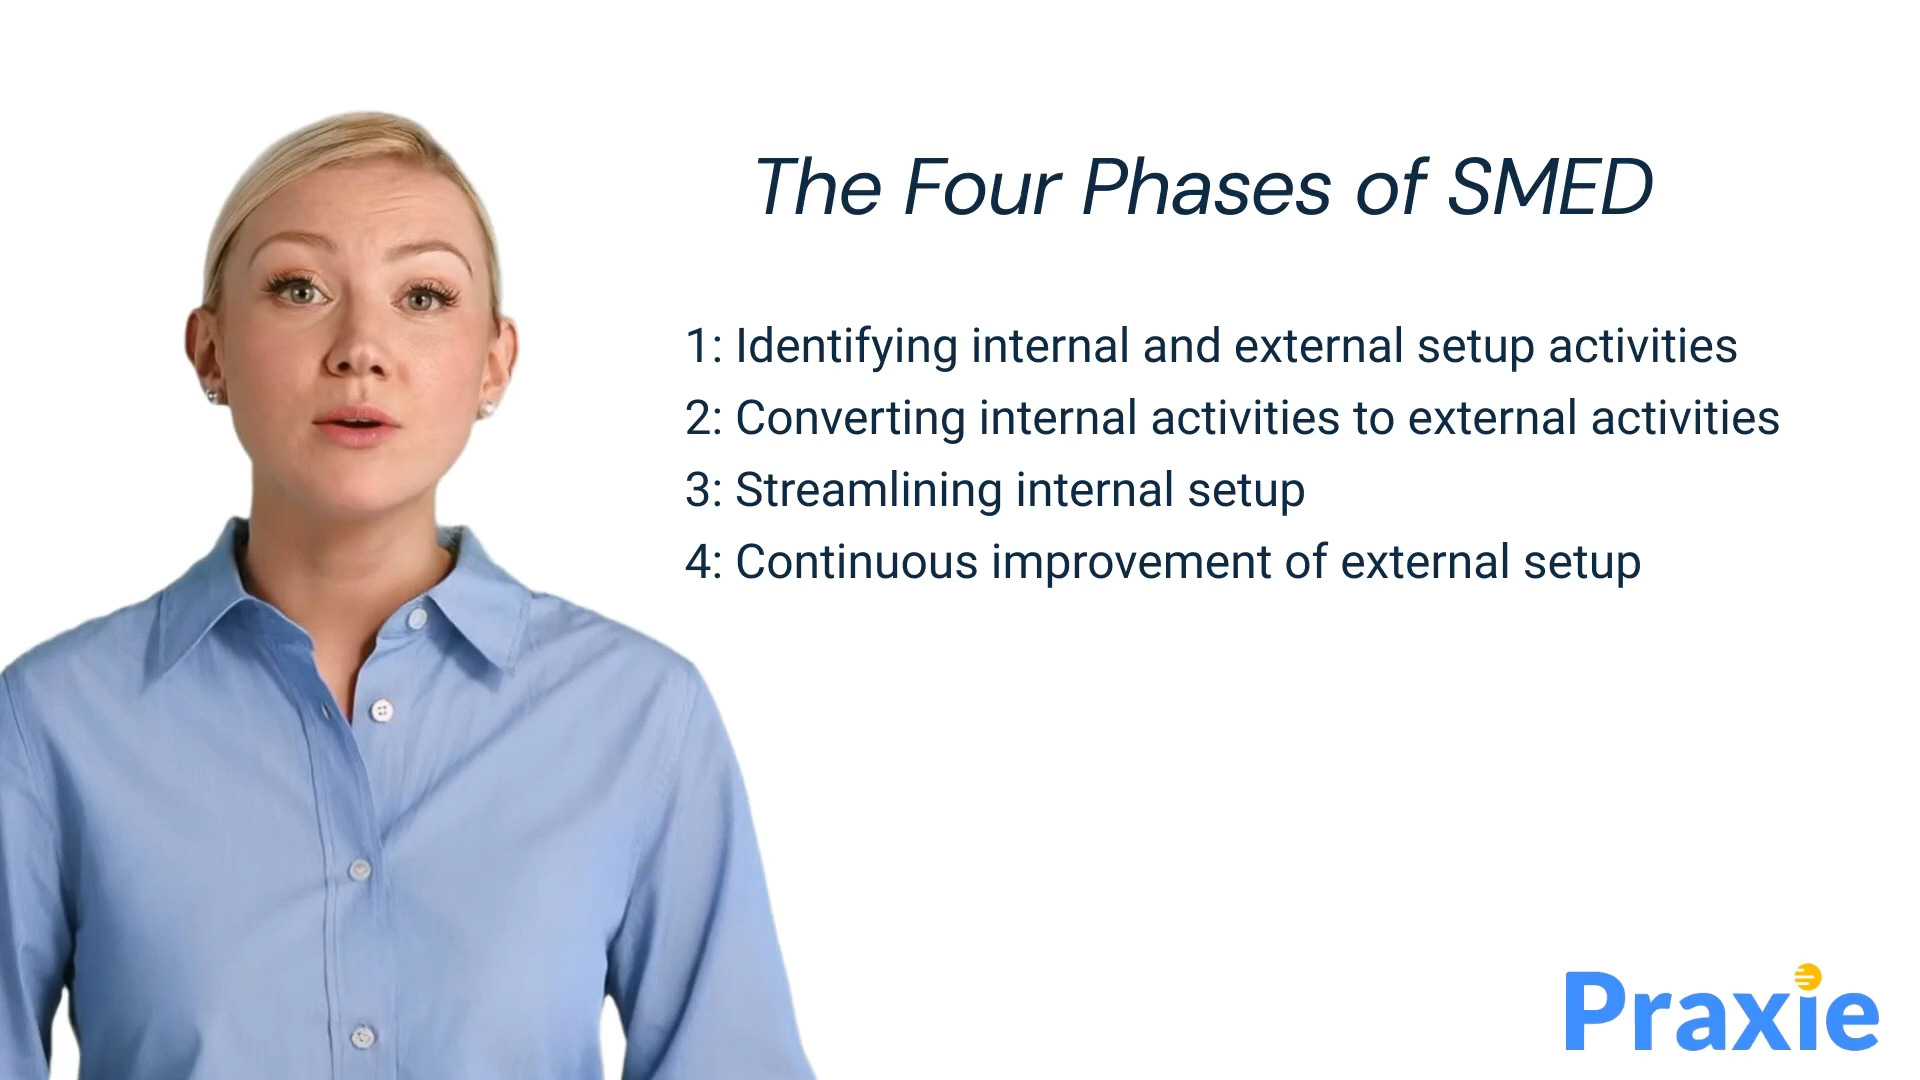 The Four Phases of SMED
1: Identifying internal and external setup activities
2: Converting internal activities to external activities
3: Streamlining internal setup
4: Continuous improvement of external setup
Praxie